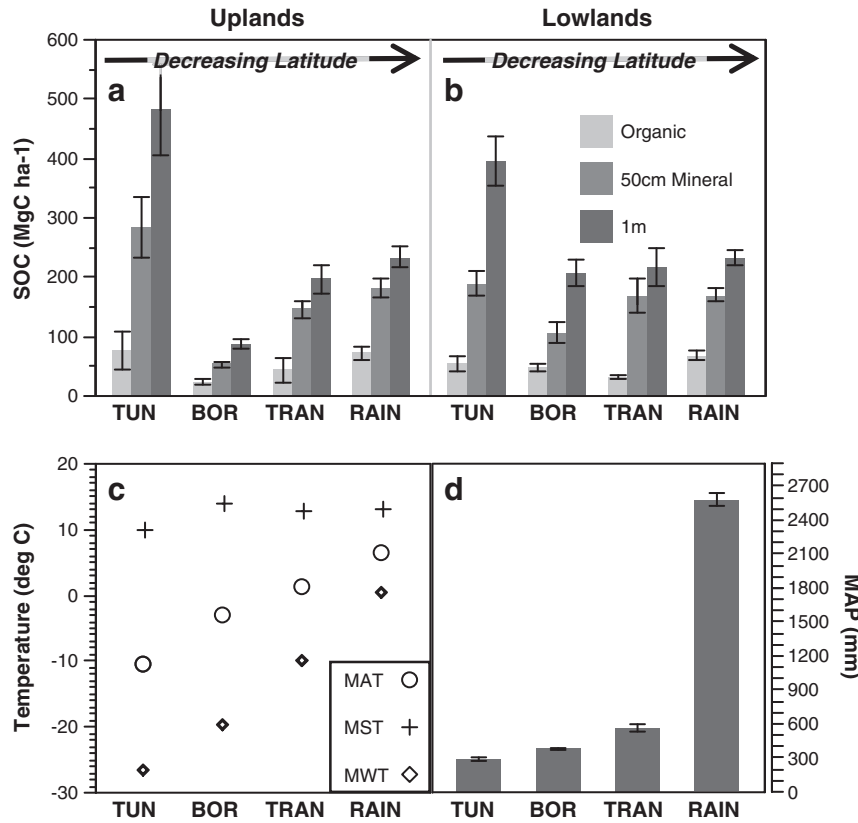 Uplands
Lowlands
600
500
400
300
200
100
0
SOC (MgC ha-1)
Decreasing Latitude
a
TUN
BOR
TRAN
RAIN
Decreasing Latitude
b
Organic
50cm Mineral
1m
TUN
BOR
TRAN
RAIN
20
10
0
-10
-20
-30
Temperature (deg C)
c
MAT
MST
MWT
TUN
BOR
TRAN
RAIN
d
2700
2400
2100
1800
1500
1200
900
600
300
0
MAP (mm)
TUN
BOR
TRAN
RAIN